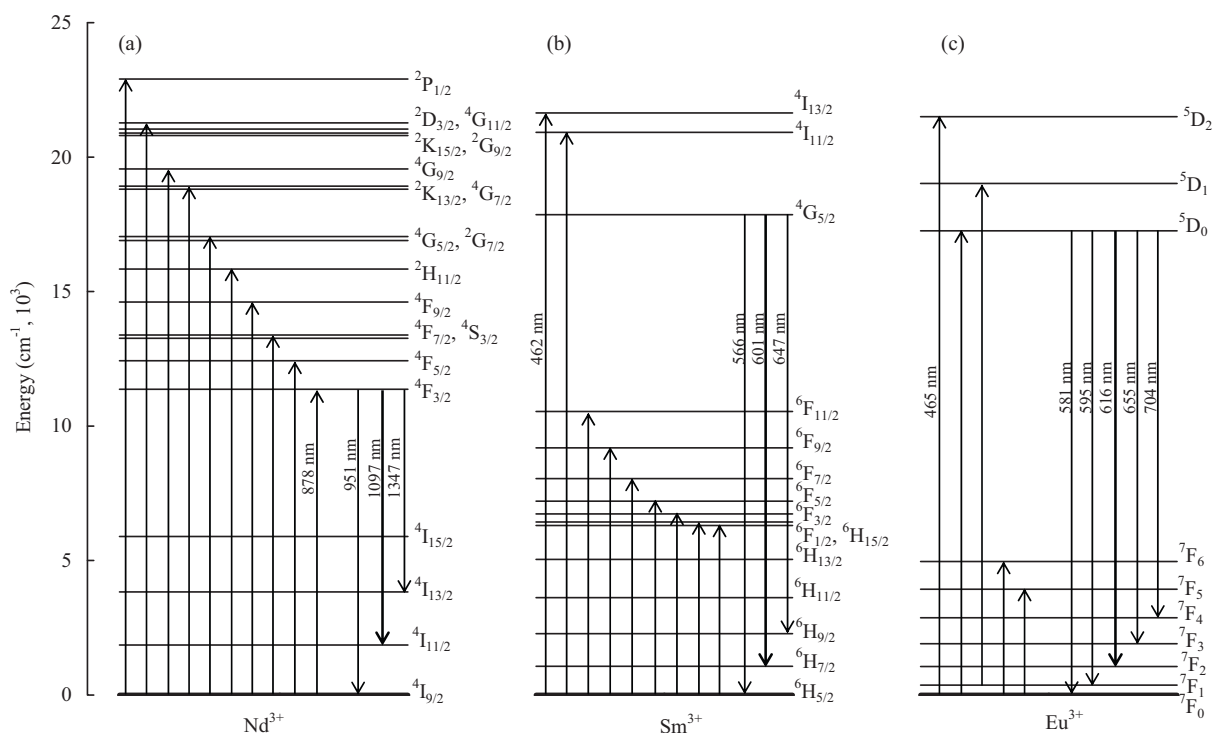 25
20
15
10
5
0
Energy (cm⁻¹, 10³)
(a)
²P₁/₂
²D₃/₂, ⁴G₁₁/₂
²K₁₅/₂, ²G₉/₂
⁴G₉/₂
²K₁₃/₂, ⁴G₇/₂
⁴G₅/₂, ²G₇/₂
²H₁₁/₂
⁴F₉/₂
⁴F₇/₂, ⁴S₃/₂
⁴F₅/₂
⁴F₃/₂
878 nm
951 nm
1097 nm
1347 nm
⁴I₁₅/₂
⁴I₁₃/₂
⁴I₁₁/₂
⁴I₉/₂
Nd³⁺
(b)
⁴I₁₃/₂
⁴I₁₁/₂
⁴G₅/₂
462 nm
566 nm
601 nm
647 nm
⁶F₁₁/₂
⁶F₉/₂
⁶F₇/₂
⁶F₅/₂
⁶F₃/₂
⁶F₁/₂, ⁶H₁₅/₂
⁶H₁₃/₂
⁶H₁₁/₂
⁶H₉/₂
⁶H₇/₂
⁶H₅/₂
Sm³⁺
(c)
⁵D₂
⁵D₁
⁵D₀
465 nm
581 nm
595 nm
616 nm
655 nm
704 nm
⁷F₆
⁷F₅
⁷F₄
⁷F₃
⁷F₂
⁷F₁
⁷F₀
Eu³⁺